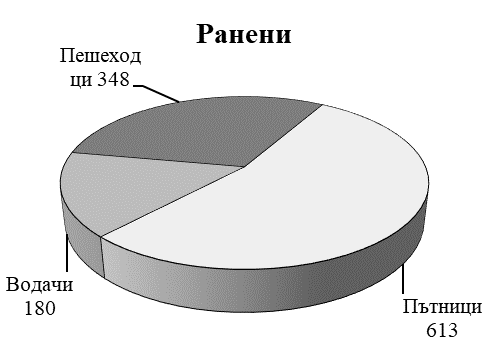 Ранени
Пешеход
ци 348
Водачи
180
Пътници
613